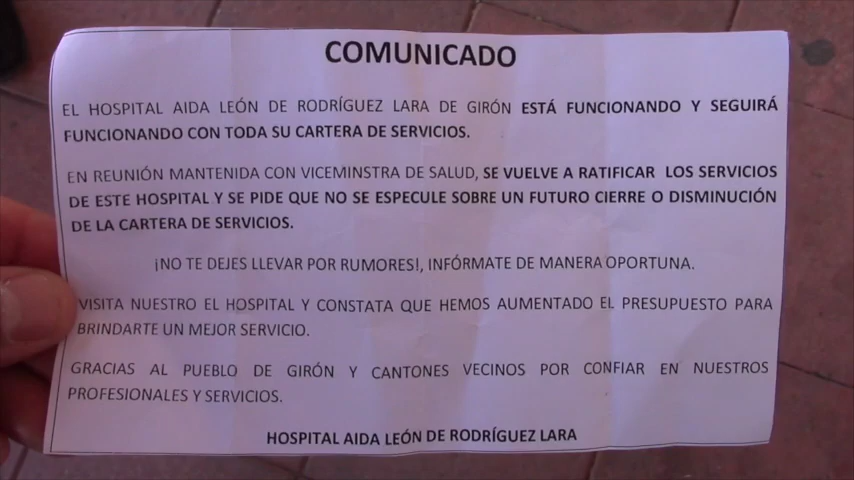 COMUNICADO
EL HOSPITAL AIDA LEÓN DE RODRÍGUEZ LARA DE GIRÓN ESTÁ FUNCIONANDO Y SEGUIRÁ
FUNCIONANDO CON TODA SU CARTERA DE SERVICIOS.
EN REUNIÓN MANTENIDA CON VICEMINSTRA DE SALUD, SE VUELVE A RATIFICAR LOS SERVICIOS
DE ESTE HOSPITAL Y SE PIDE QUE NO SE ESPECULE SOBRE UN FUTURO CIERRE O DISMINUCIÓN
DE LA CARTERA DE SERVICIOS.
¡NO TE DEJES LLEVAR POR RUMORES!, INFÓRMATE DE MANERA OPORTUNA.
VISITA NUESTRO EL HOSPITAL Y CONSTATA QUE HEMOS AUMENTADO EL PRESUPUESTO PARA
BRINDARTE UN MEJOR SERVICIO.
GRACIAS AL PUEBLO DE GIRÓN Y CANTONES VECINOS POR CONFIAR EN NUESTROS
PROFESIONALES Y SERVICIOS.
HOSPITAL AIDA LEÓN DE RODRÍGUEZ LARA